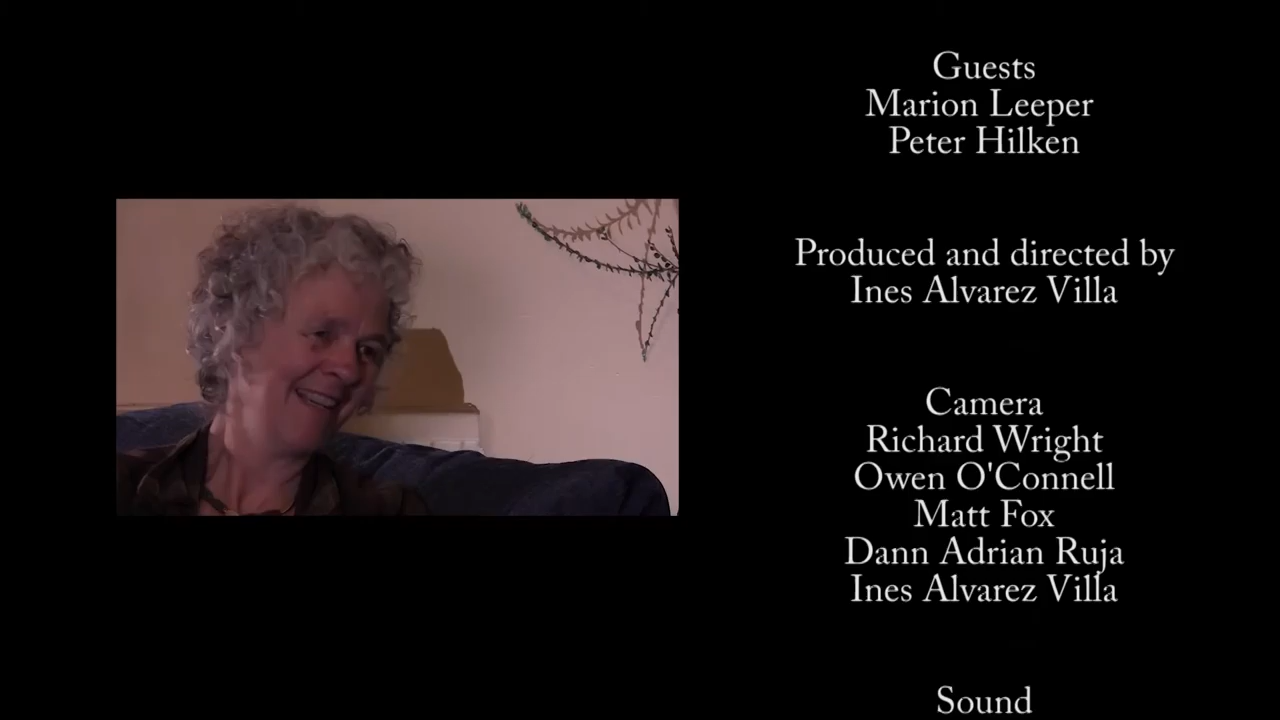 Guests
Marion Leeper
Peter Hilken
Produced and directed by
Ines Alvarez Villa
Camera
Richard Wright
Owen O'Connell
Matt Fox
Dann Adrian Ruja
Ines Alvarez Villa
Sound